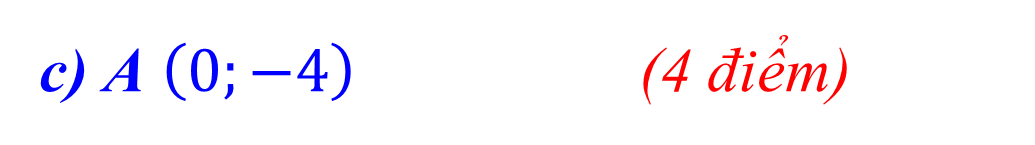 c) A (0; −4) (4 điểm)